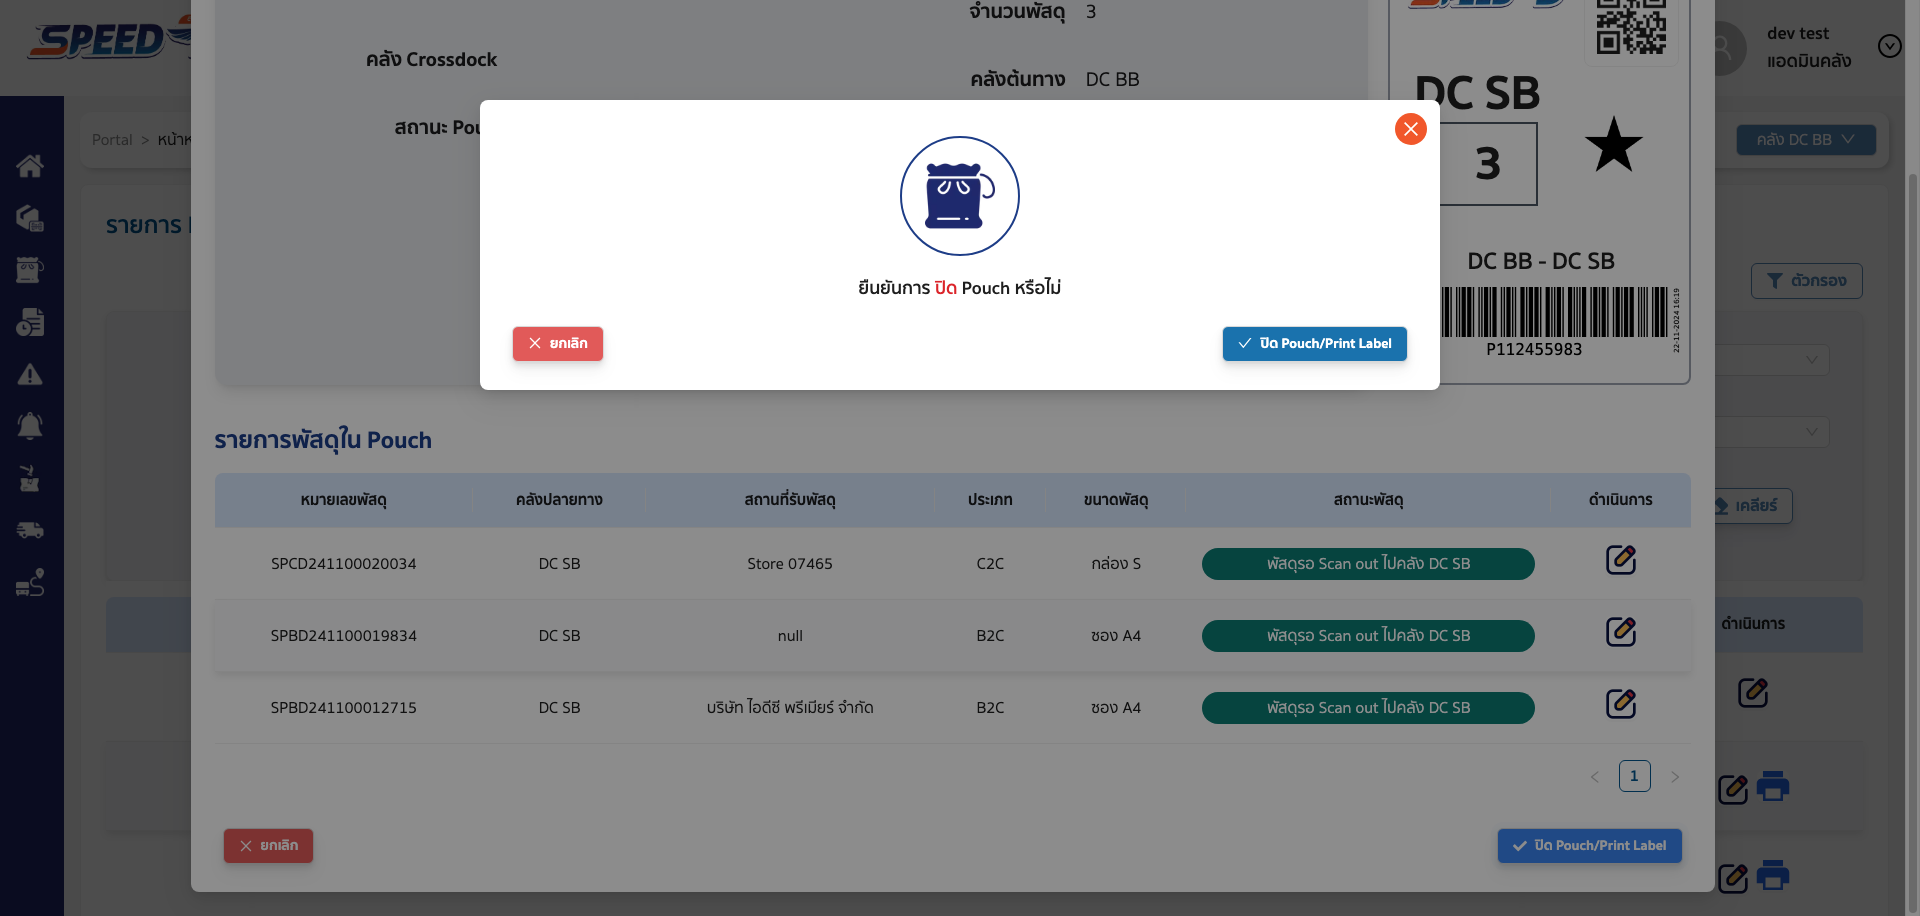 SPEED
จำนวนพัสดุ 3
คลัง Crossdock
คลังต้นทาง DC BB
สถานะ Pou
dev test
แอดมินคลัง
Portal > หน้าห
คลัง DC BB
รายการ
DC SB
3
DC BB - DC SB
P112455983
22-11-2024 16:19
ตัวกรอง
เคลียร์
ดำเนินการ
ยืนยันการ ปิด Pouch หรือไม่
ยกเลิก
ปิด Pouch/Print Label
รายการพัสดุใน Pouch
หมายเลขพัสดุ คลังปลายทาง สถานที่รับพัสดุ ประเภท ขนาดพัสดุ สถานะพัสดุ ดำเนินการ
SPCD241100020034 DC SB Store 07465 C2C กล่อง S พัสดุรอ Scan out ไปคลัง DC SB
SPBD241100019834 DC SB null B2C ซอง A4 พัสดุรอ Scan out ไปคลัง DC SB
SPBD241100012715 DC SB บริษัท ไอดีซี พรีเมียร์ จำกัด B2C ซอง A4 พัสดุรอ Scan out ไปคลัง DC SB
1
ยกเลิก
ปิด Pouch/Print Label